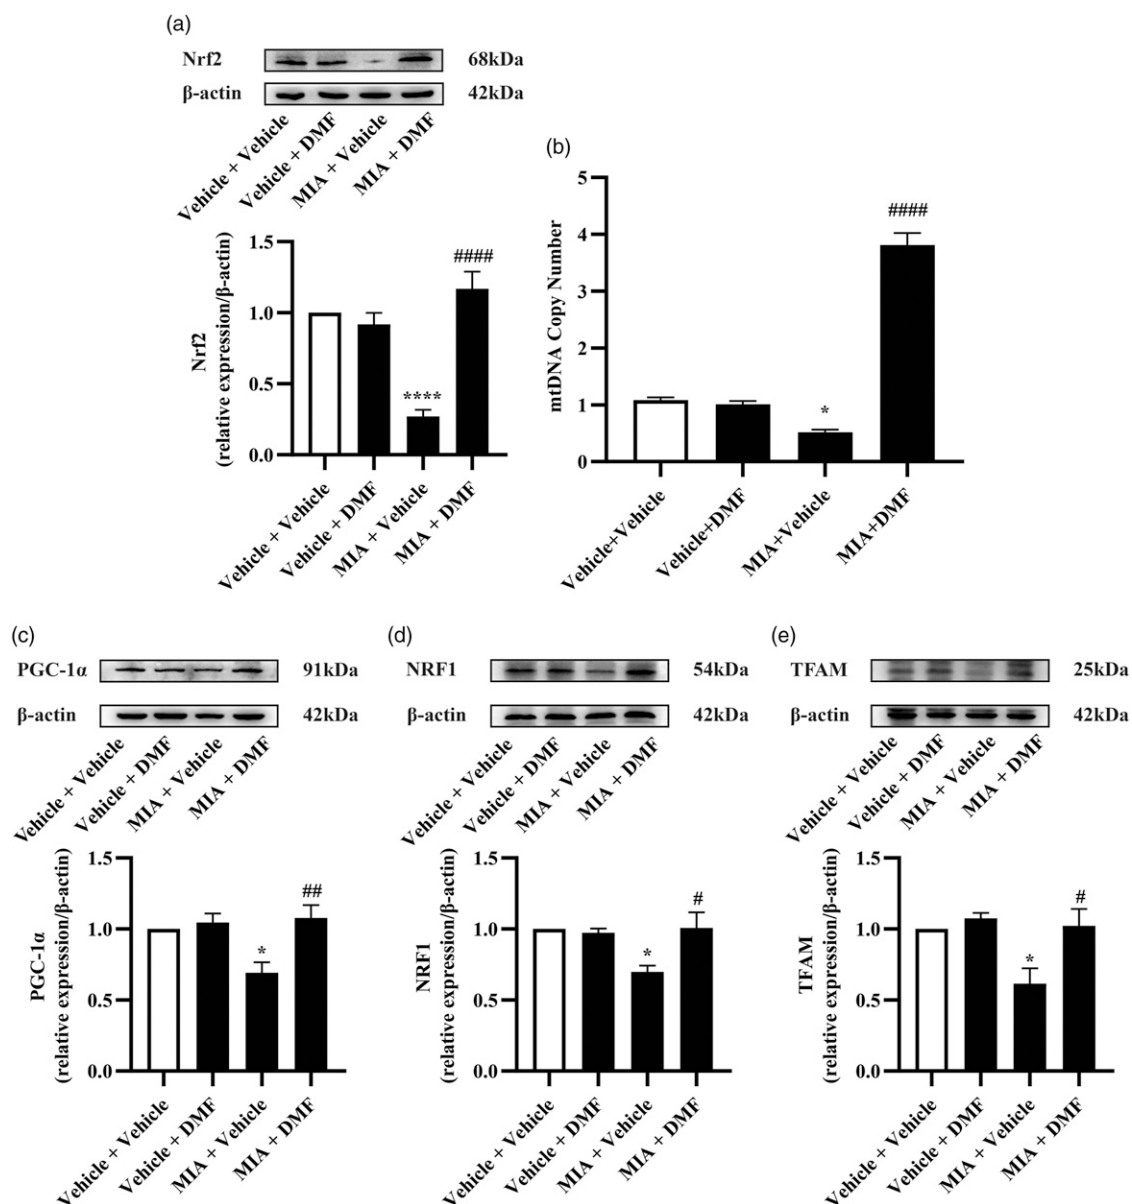 (a)
Nrf2
68kDa
β-actin
42kDa
Vehicle + Vehicle
Vehicle + DMF
MIA + Vehicle
MIA + DMF
Nrf2
(relative expression/β-actin)
1.5
1.0
0.5
0.0
****
####
Vehicle + Vehicle
Vehicle + DMF
MIA + Vehicle
MIA + DMF
(b)
mtDNA Copy Number
5
4
3
2
1
0
*
####
Vehicle+Vehicle
Vehicle+DMF
MIA+Vehicle
MIA+DMF
(c)
PGC-1α
91kDa
β-actin
42kDa
Vehicle + Vehicle
Vehicle + DMF
MIA + Vehicle
MIA + DMF
PGC-1α
(relative expression/β-actin)
1.5
1.0
0.5
0.0
*
##
Vehicle + Vehicle
Vehicle + DMF
MIA + Vehicle
MIA + DMF
(d)
NRF1
54kDa
β-actin
42kDa
Vehicle + Vehicle
Vehicle + DMF
MIA + Vehicle
MIA + DMF
NRF1
(relative expression/β-actin)
1.5
1.0
0.5
0.0
*
#
Vehicle + Vehicle
Vehicle + DMF
MIA + Vehicle
MIA + DMF
(e)
TFAM
25kDa
β-actin
42kDa
Vehicle + Vehicle
Vehicle + DMF
MIA + Vehicle
MIA + DMF
TFAM
(relative expression/β-actin)
1.5
1.0
0.5
0.0
*
#
Vehicle + Vehicle
Vehicle + DMF
MIA + Vehicle
MIA + DMF